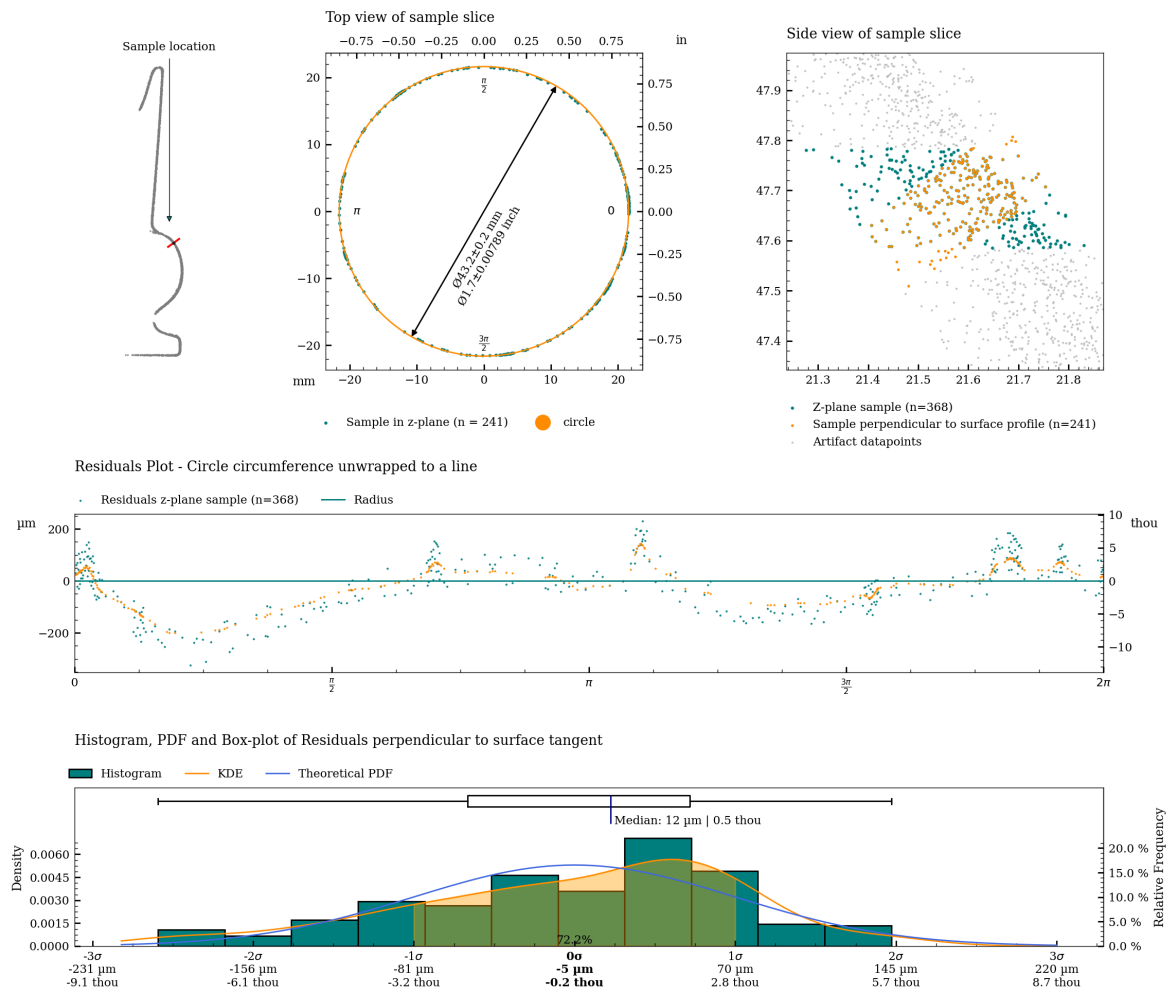 Sample location
Top view of sample slice
−0.75 −0.50 −0.25 0.00 0.25 0.50 0.75 in
20 10 0 −10 −20
0.75 0.50 0.25 0.00 −0.25 −0.50 −0.75
π/2
π
0
3π/2
Ø43.2±0.2 mm
Ø1.7±0.00789 inch
mm −20 −10 0 10 20
Sample in z-plane (n = 241) circle
Side view of sample slice
47.9 47.8 47.7 47.6 47.5 47.4
21.3 21.4 21.5 21.6 21.7 21.8
Z-plane sample (n=368)
Sample perpendicular to surface profile (n=241)
Artifact datapoints
Residuals Plot - Circle circumference unwrapped to a line
Residuals z-plane sample (n=368) Radius
µm
200 0 −200
10 5 0 −5 −10
thou
0 π/2 π 3π/2 2π
Histogram, PDF and Box-plot of Residuals perpendicular to surface tangent
Histogram KDE Theoretical PDF
Median: 12 µm | 0.5 thou
Density
0.0060 0.0045 0.0030 0.0015 0.0000
20.0 % 15.0 % 10.0 % 5.0 % 0.0 %
Relative Frequency
72.2%
-3σ -2σ -1σ 0σ 1σ 2σ 3σ
-231 µm -156 µm -81 µm -5 µm 70 µm 145 µm 220 µm
-9.1 thou -6.1 thou -3.2 thou -0.2 thou 2.8 thou 5.7 thou 8.7 thou